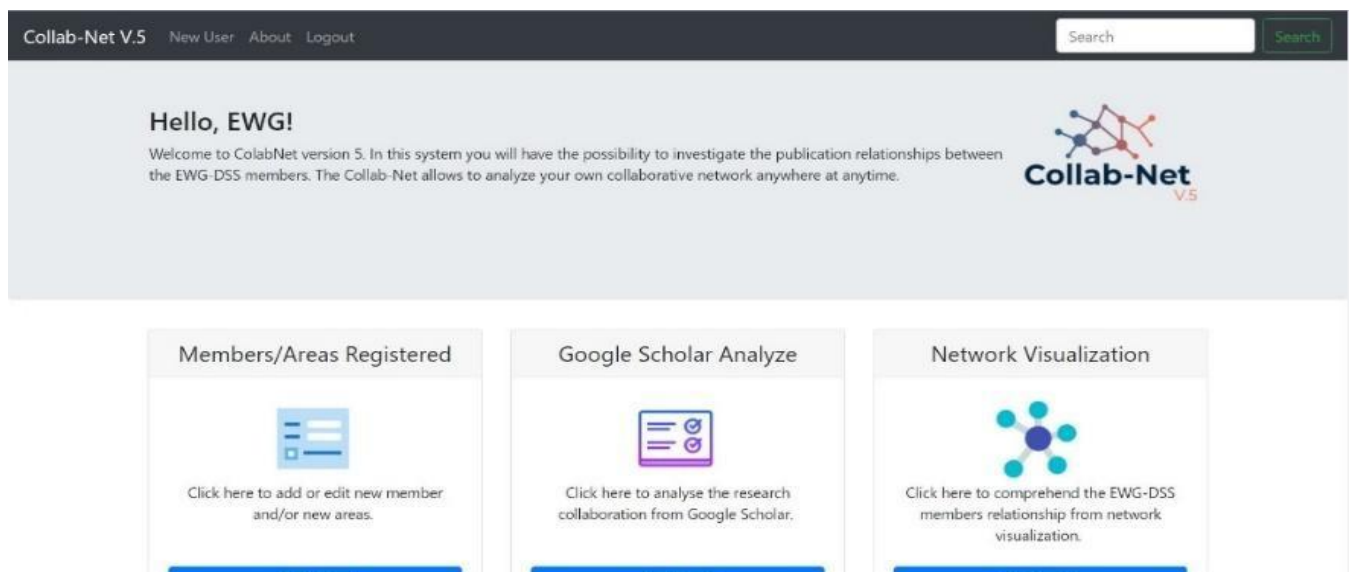 Collab-Net V.5 New User About Logout Search Search
Hello, EWG!
Welcome to ColabNet version 5. In this system you will have the possibility to investigate the publication relationships between
the EWG-DSS members. The Collab-Net allows to analyze your own collaborative network anywhere at anytime.
Collab-Net
V.5
Members/Areas Registered
Click here to add or edit new member
and/or new areas.
Google Scholar Analyze
Click here to analyse the research
collaboration from Google Scholar.
Network Visualization
Click here to comprehend the EWG-DSS
members relationship from network
visualization.